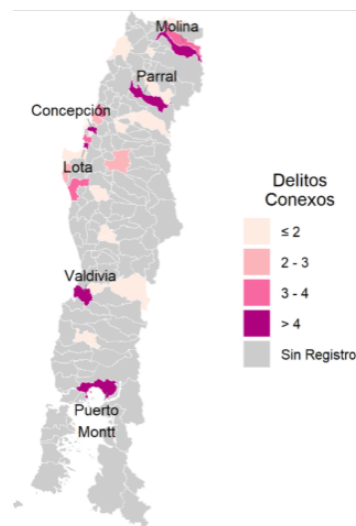 Molina
Parral
Concepción
Lota
Delitos
Conexos
≤ 2
2 - 3
3 - 4
> 4
Sin Registro
Valdivia
Puerto
Montt